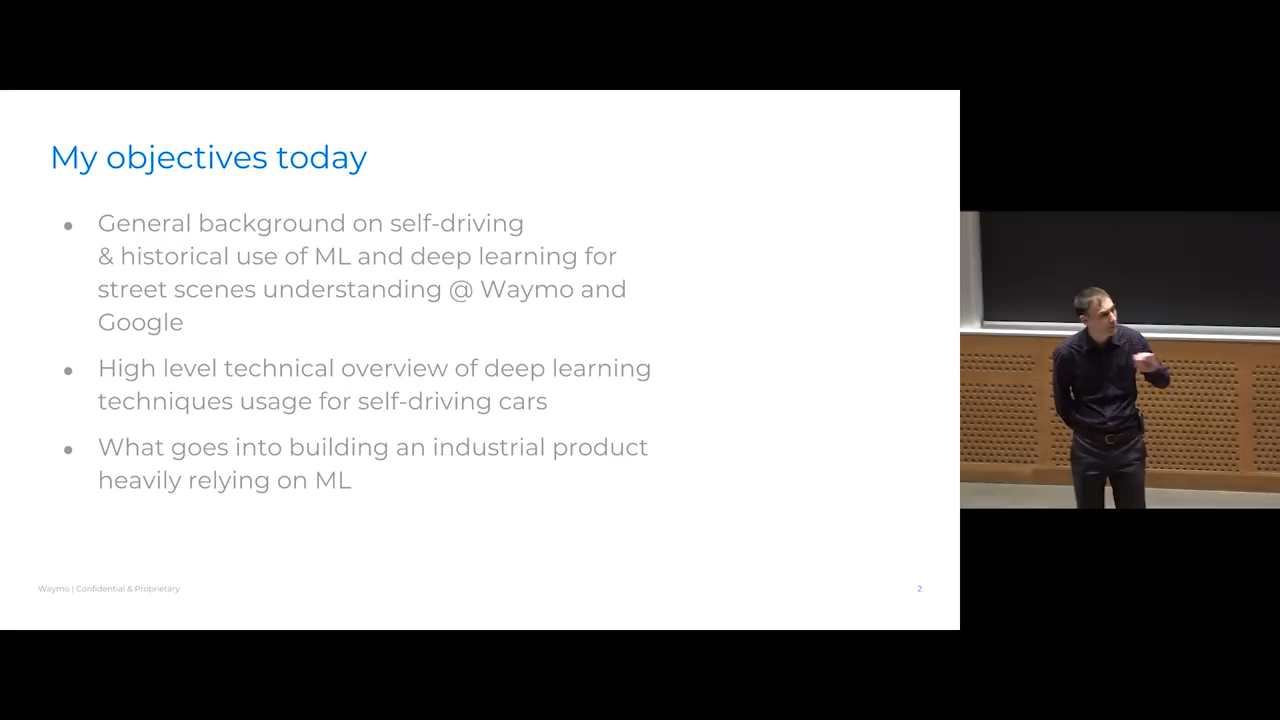 My objectives today
● General background on self-driving
& historical use of ML and deep learning for
street scenes understanding @ Waymo and
Google
● High level technical overview of deep learning
techniques usage for self-driving cars
● What goes into building an industrial product
heavily relying on ML
Waymo | Confidential & Proprietary
2